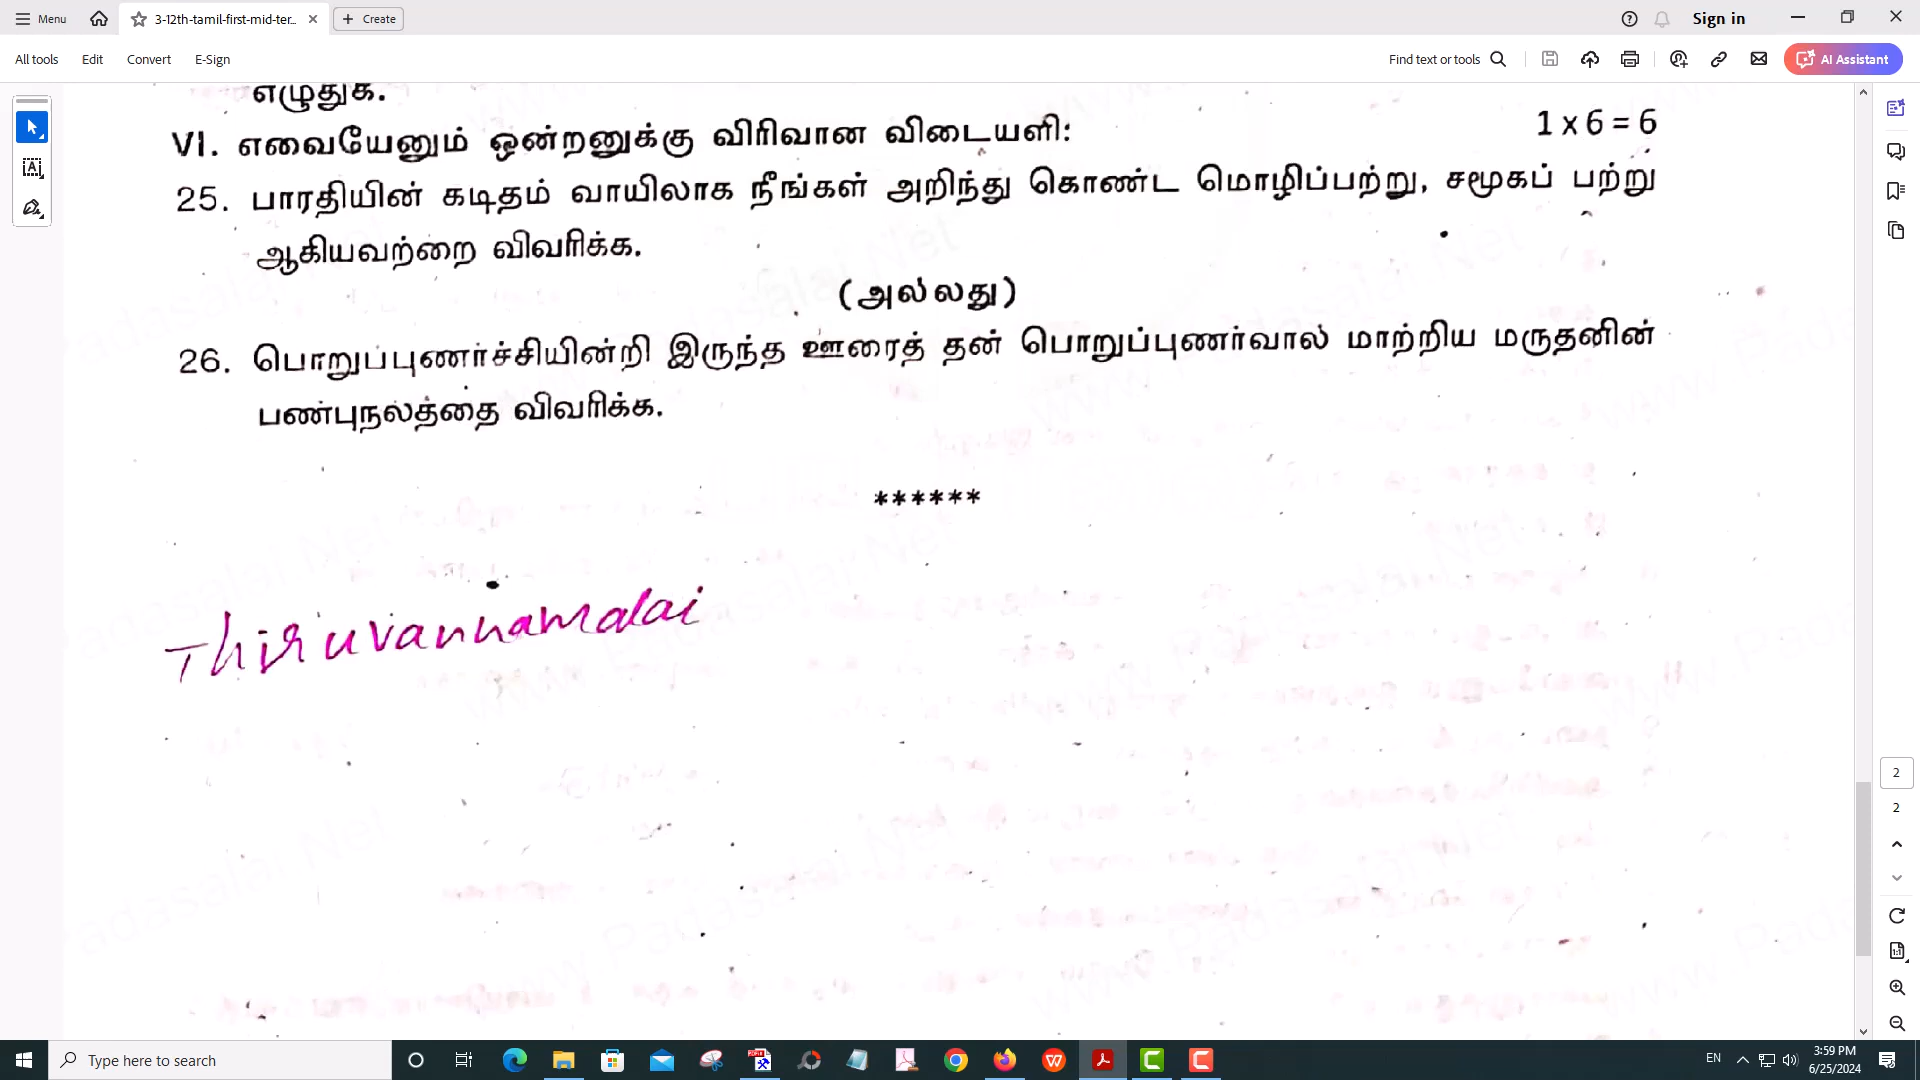 Menu
3-12th-tamil-first-mid-ter...
Create
Sign in
All tools
Edit
Convert
E-Sign
Find text or tools
AI Assistant
எழுதுக.
VI. எவையேனும் ஒன்றனுக்கு விரிவான விடையளி: 1 x 6 = 6
25. பாரதியின் கடிதம் வாயிலாக நீங்கள் அறிந்து கொண்ட மொழிப்பற்று, சமூகப் பற்று
ஆகியவற்றை விவரிக்க.
(அல்லது)
26. பொறுப்புணர்ச்சியின்றி இருந்த ஊரைத் தன் பொறுப்புணர்வால் மாற்றிய மருதனின்
பண்புநலத்தை விவரிக்க.
******
Thiruvannamalai
2
2
Type here to search
EN
3:59 PM
6/25/2024